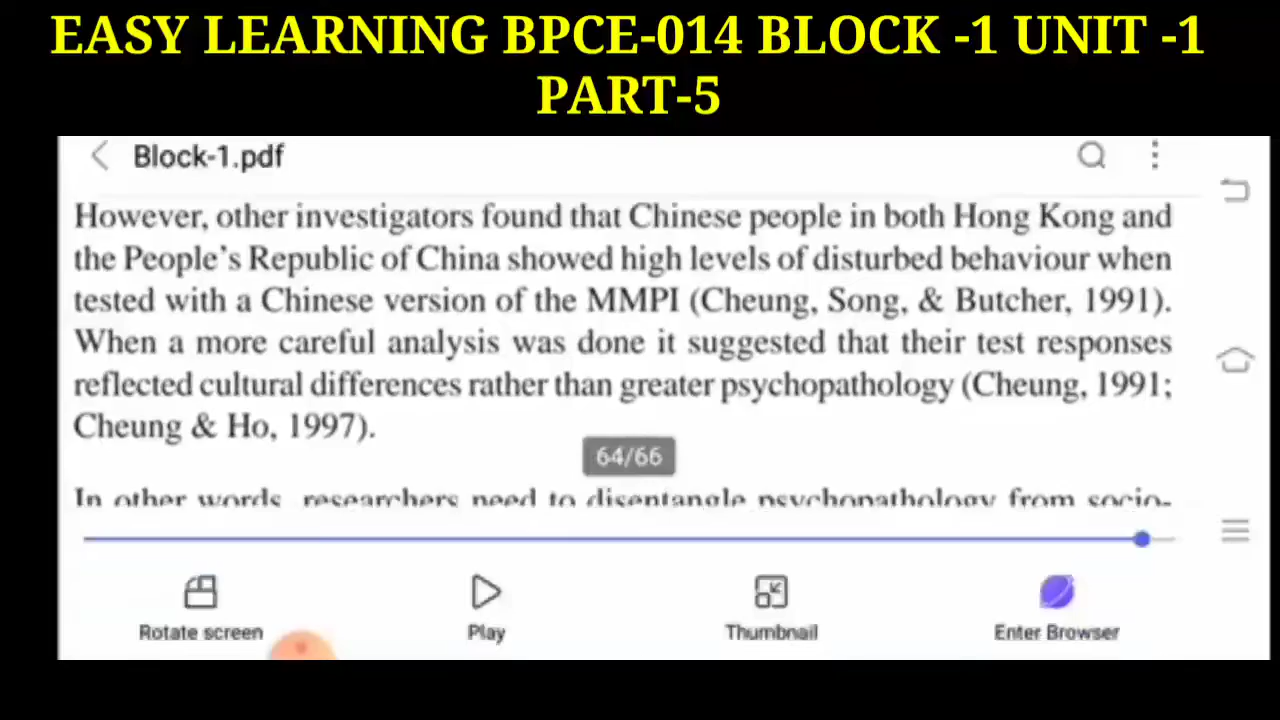 EASY LEARNING BPCE-014 BLOCK -1 UNIT -1
PART-5
Block-1.pdf
However, other investigators found that Chinese people in both Hong Kong and
the People's Republic of China showed high levels of disturbed behaviour when
tested with a Chinese version of the MMPI (Cheung, Song, & Butcher, 1991).
When a more careful analysis was done it suggested that their test responses
reflected cultural differences rather than greater psychopathology (Cheung, 1991;
Cheung & Ho, 1997).
64/66
In other words, researchers need to disentangle psychopathology from socio-
Rotate screen
Play
Thumbnail
Enter Browser